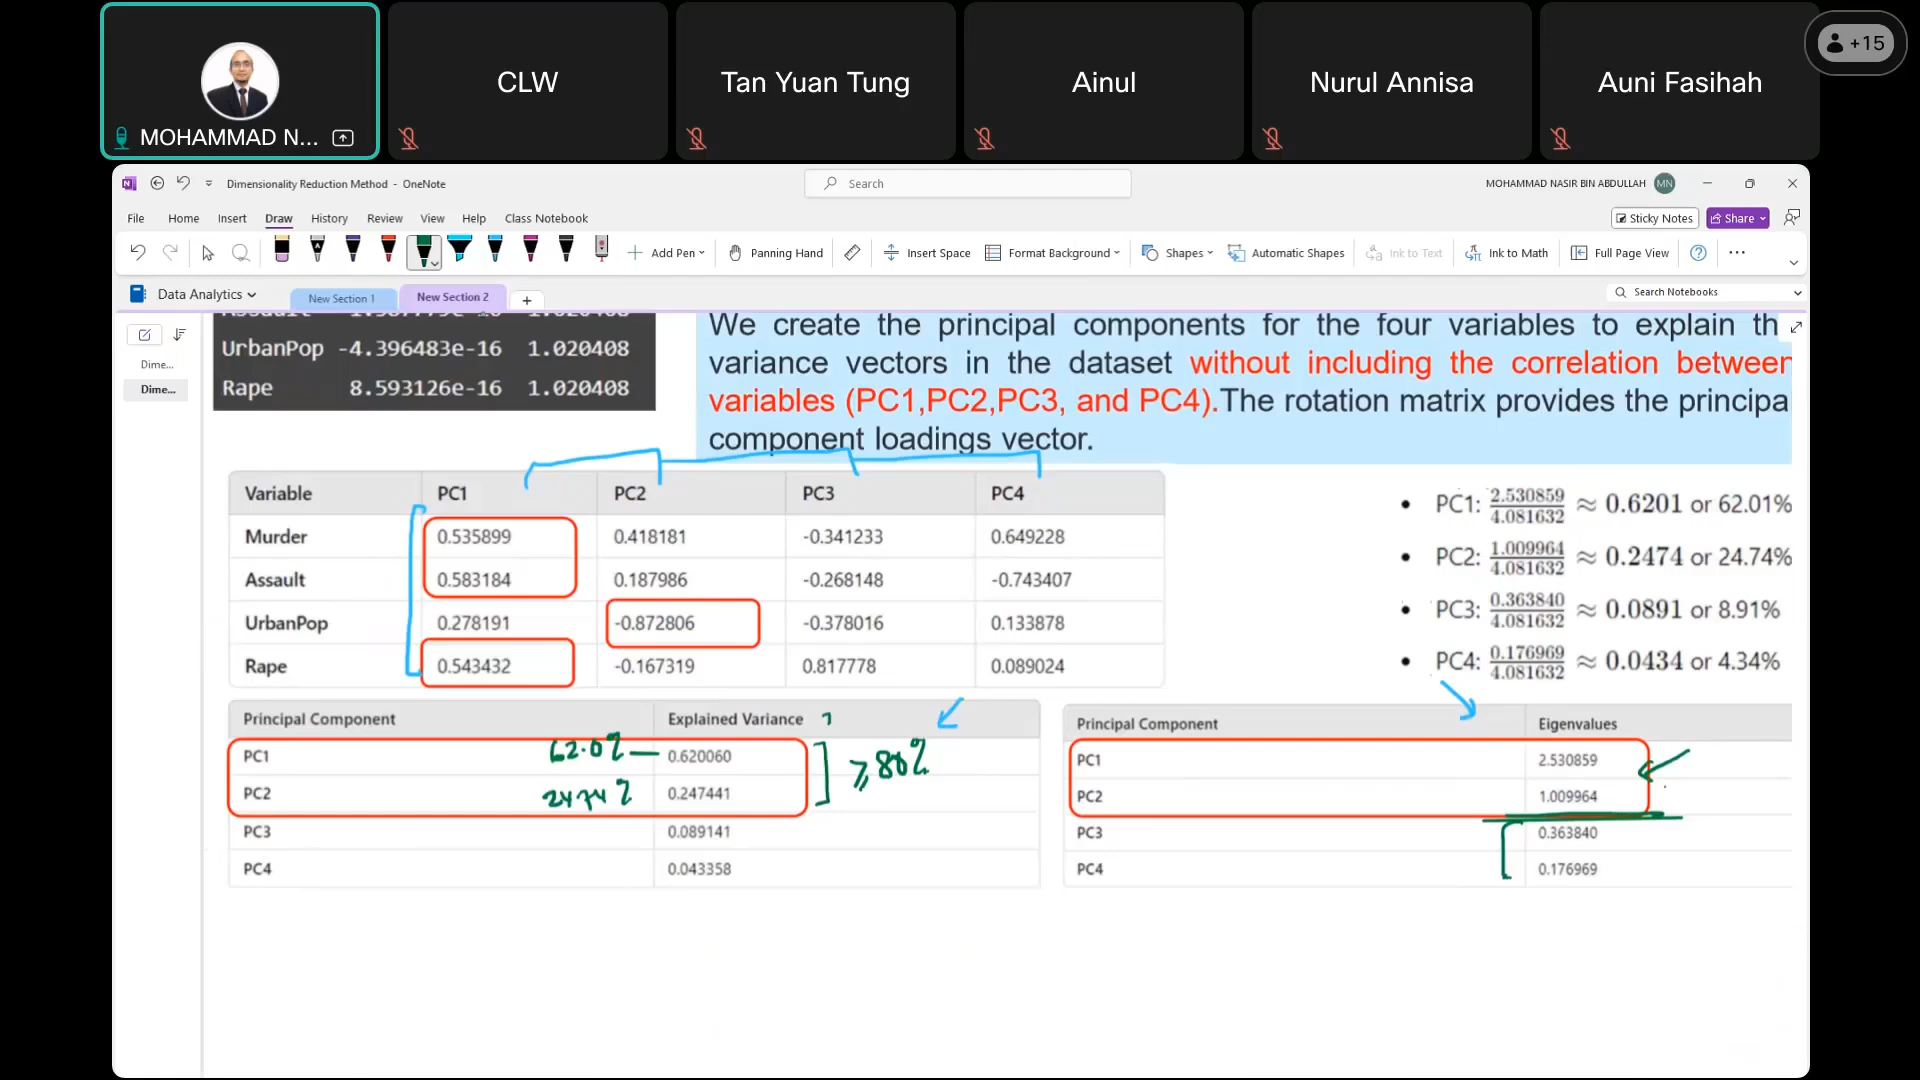 CLW
Tan Yuan Tung
Ainul
Nurul Annisa
Auni Fasihah
+15
MOHAMMAD N...
Dimensionality Reduction Method - OneNote
Search
MOHAMMAD NASIR BIN ABDULLAH
MN
File Home Insert Draw History Review View Help Class Notebook
Sticky Notes
Share
Add Pen
Panning Hand
Insert Space
Format Background
Shapes
Automatic Shapes
Ink to Text
Ink to Math
Full Page View
Data Analytics
New Section 1
New Section 2
Search Notebooks
Dime...
Dime...
UrbanPop -4.396483e-16 1.020408
Rape 8.593126e-16 1.020408
We create the principal components for the four variables to explain th
variance vectors in the dataset without including the correlation between
variables (PC1,PC2,PC3, and PC4).The rotation matrix provides the principa
component loadings vector.
Variable PC1 PC2 PC3 PC4
Murder 0.535899 0.418181 -0.341233 0.649228
Assault 0.583184 0.187986 -0.268148 -0.743407
UrbanPop 0.278191 -0.872806 -0.378016 0.133878
Rape 0.543432 -0.167319 0.817778 0.089024
• PC1: 2.530859/4.081632 ≈ 0.6201 or 62.01%
• PC2: 1.009964/4.081632 ≈ 0.2474 or 24.74%
• PC3: 0.363840/4.081632 ≈ 0.0891 or 8.91%
• PC4: 0.176969/4.081632 ≈ 0.0434 or 4.34%
Principal Component Explained Variance
PC1 62.0% 0.620060
PC2 2474% 0.247441
≥80%
PC3 0.089141
PC4 0.043358
Principal Component Eigenvalues
PC1 2.530859
PC2 1.009964
PC3 0.363840
PC4 0.176969